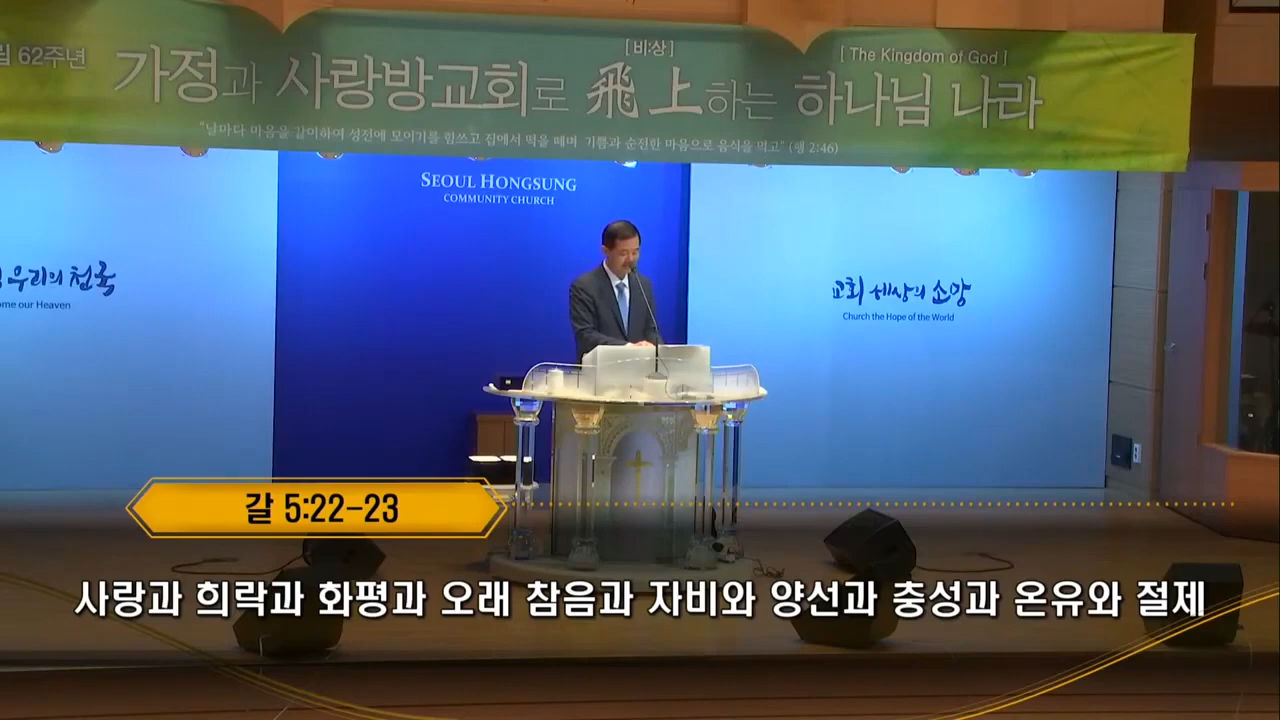 립 62주년
[비:상]
[ The Kingdom of God ]
가정과 사랑방교회로 飛上하는 하나님 나라
"날마다 마음을 같이하여 성전에 모이기를 힘쓰고 집에서 떡을 떼며 기쁨과 순전한 마음으로 음식을 먹고" (행 2:46)
SEOUL HONGSUNG
COMMUNITY CHURCH
우리의 천국
ome our Heaven
교회 세상의 소망
Church the Hope of the World
갈 5:22-23
사랑과 희락과 화평과 오래 참음과 자비와 양선과 충성과 온유와 절제